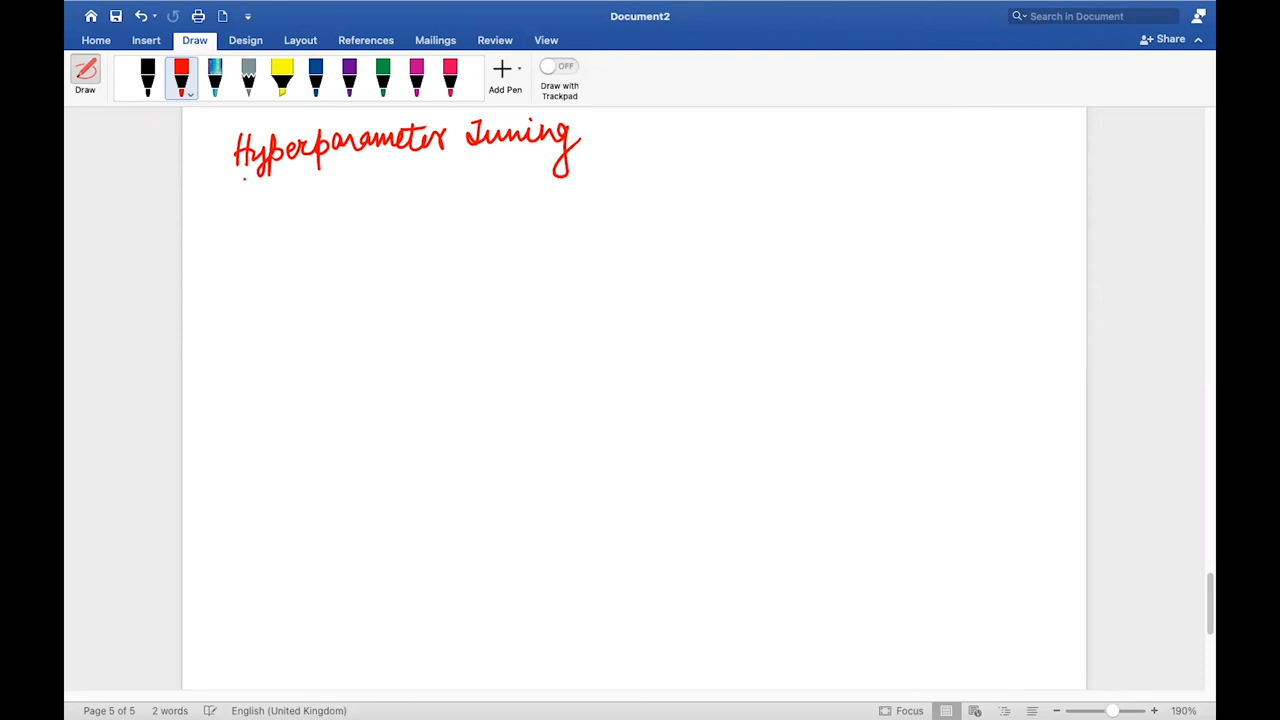 Document2
Search in Document
Home Insert Draw Design Layout References Mailings Review View Share
Draw
Add Pen
OFF
Draw with
Trackpad
Hyperparameter Tuning
Page 5 of 5 2 words English (United Kingdom) Focus 190%